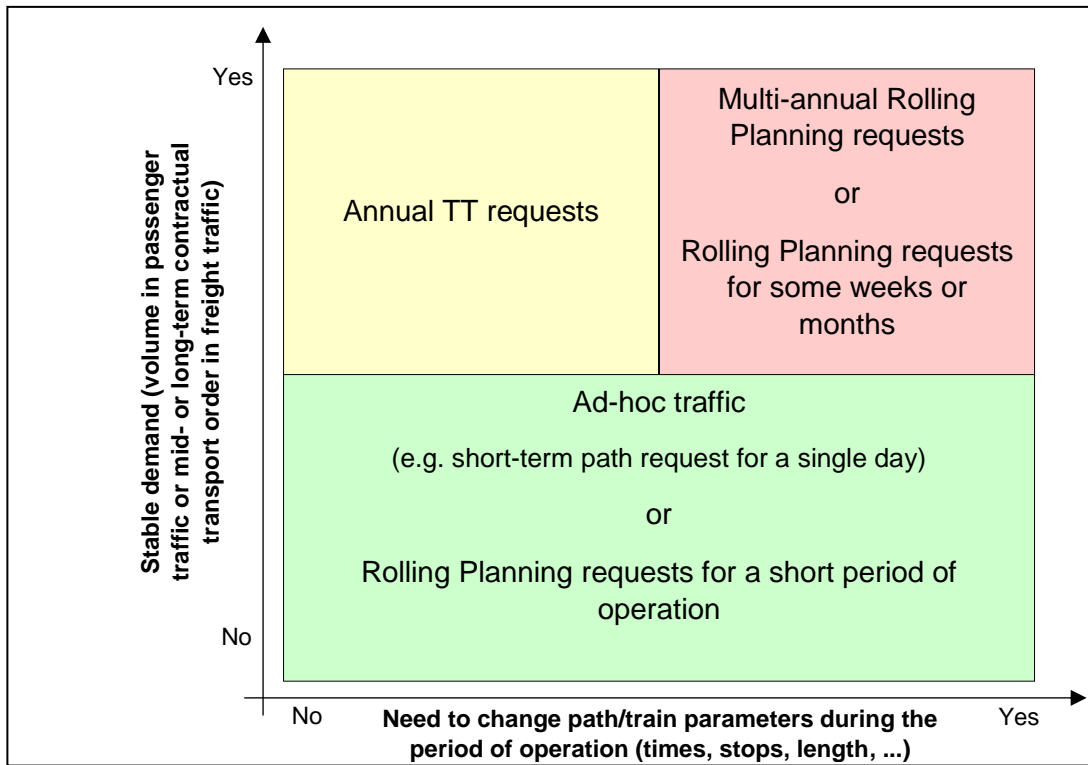 Yes
Stable demand (volume in passenger
traffic or mid- or long-term contractual
transport order in freight traffic)
Annual TT requests
Multi-annual Rolling
Planning requests
or
Rolling Planning requests
for some weeks or
months
Ad-hoc traffic
(e.g. short-term path request for a single day)
or
Rolling Planning requests for a short period of
operation
No
No
Need to change path/train parameters during the
period of operation (times, stops, length, ...)
Yes